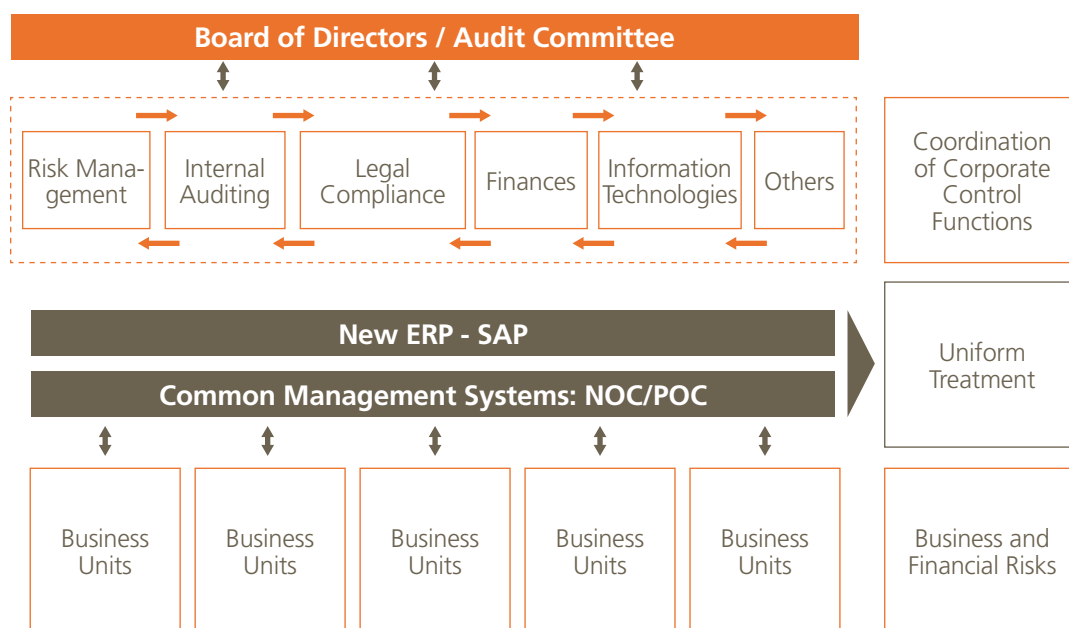 Board of Directors / Audit Committee
Risk Mana-
gement
Internal
Auditing
Legal
Compliance
Finances
Information
Technologies
Others
Coordination
of Corporate
Control
Functions
New ERP - SAP
Common Management Systems: NOC/POC
Uniform
Treatment
Business
Units
Business
Units
Business
Units
Business
Units
Business
Units
Business and
Financial Risks